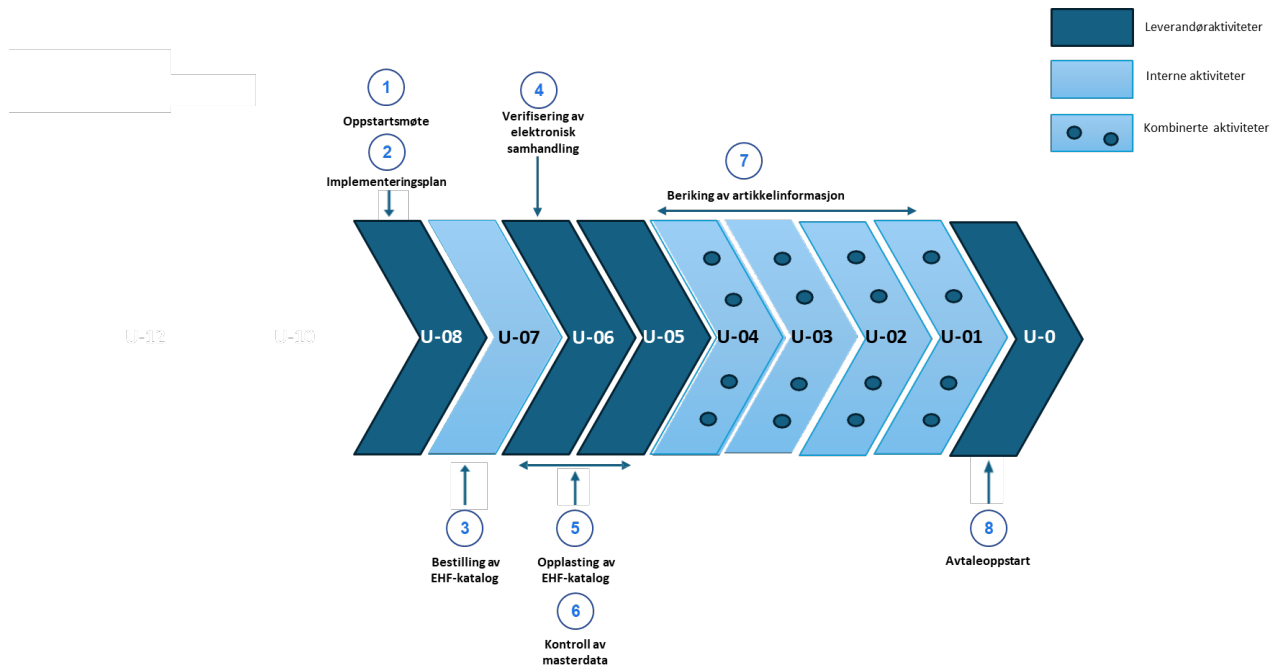 Leverandøraktiviteter
Interne aktiviteter
Kombinerte aktiviteter
1
Oppstartsmøte
2
Implementeringsplan
4
Verifisering av
elektronisk
samhandling
7
Beriking av artikkelinformasjon
U-12
U-10
U-08
U-07
U-06
U-05
U-04
U-03
U-02
U-01
U-0
3
Bestilling av
EHF-katalog
5
Opplasting av
EHF-katalog
6
Kontroll av
masterdata
8
Avtaleoppstart